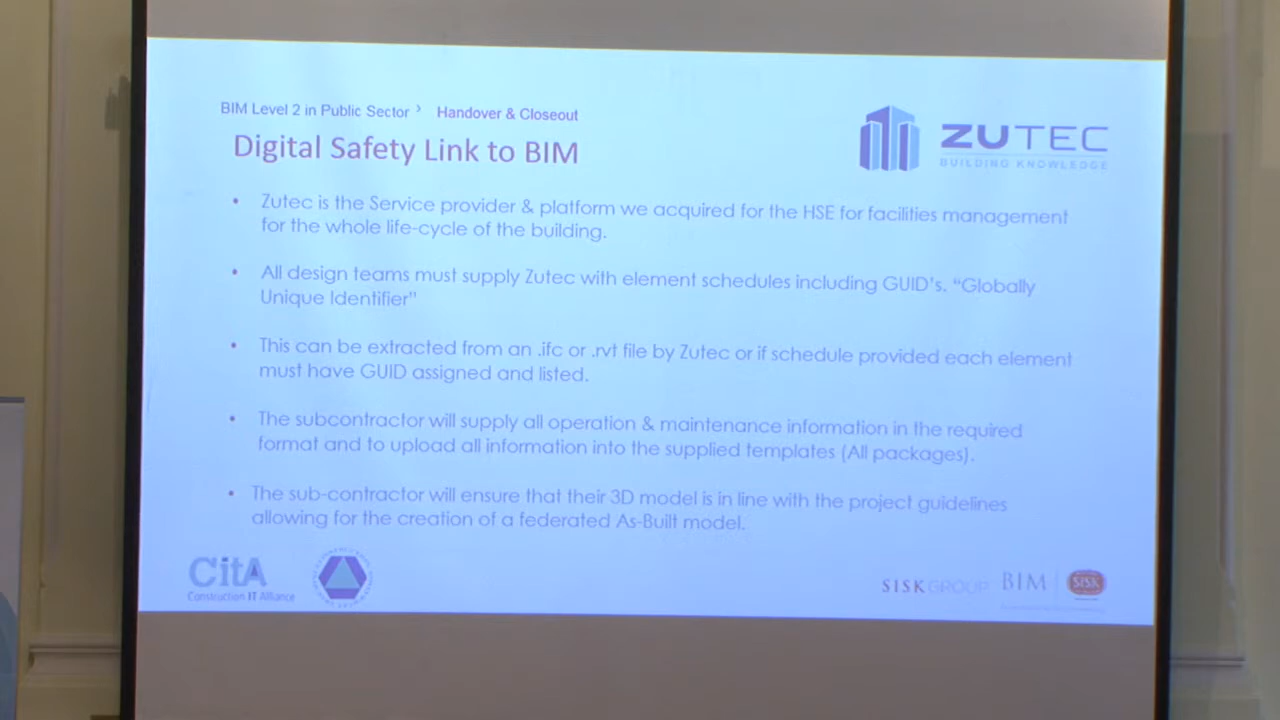 BIM Level 2 in Public Sector › Handover & Closeout
Digital Safety Link to BIM
ZUTEC
BUILDING KNOWLEDGE
• Zutec is the Service provider & platform we acquired for the HSE for facilities management
for the whole life-cycle of the building.
• All design teams must supply Zutec with element schedules including GUID's. “Globally
Unique Identifier"
• This can be extracted from an .ifc or .rvt file by Zutec or if schedule provided each element
must have GUID assigned and listed.
• The subcontractor will supply all operation & maintenance information in the required
format and to upload all information into the supplied templates (All packages).
• The sub-contractor will ensure that their 3D model is in line with the project guidelines
allowing for the creation of a federated As-Built model.
CitA
Construction IT Alliance
SISKGROUP BIM SISK